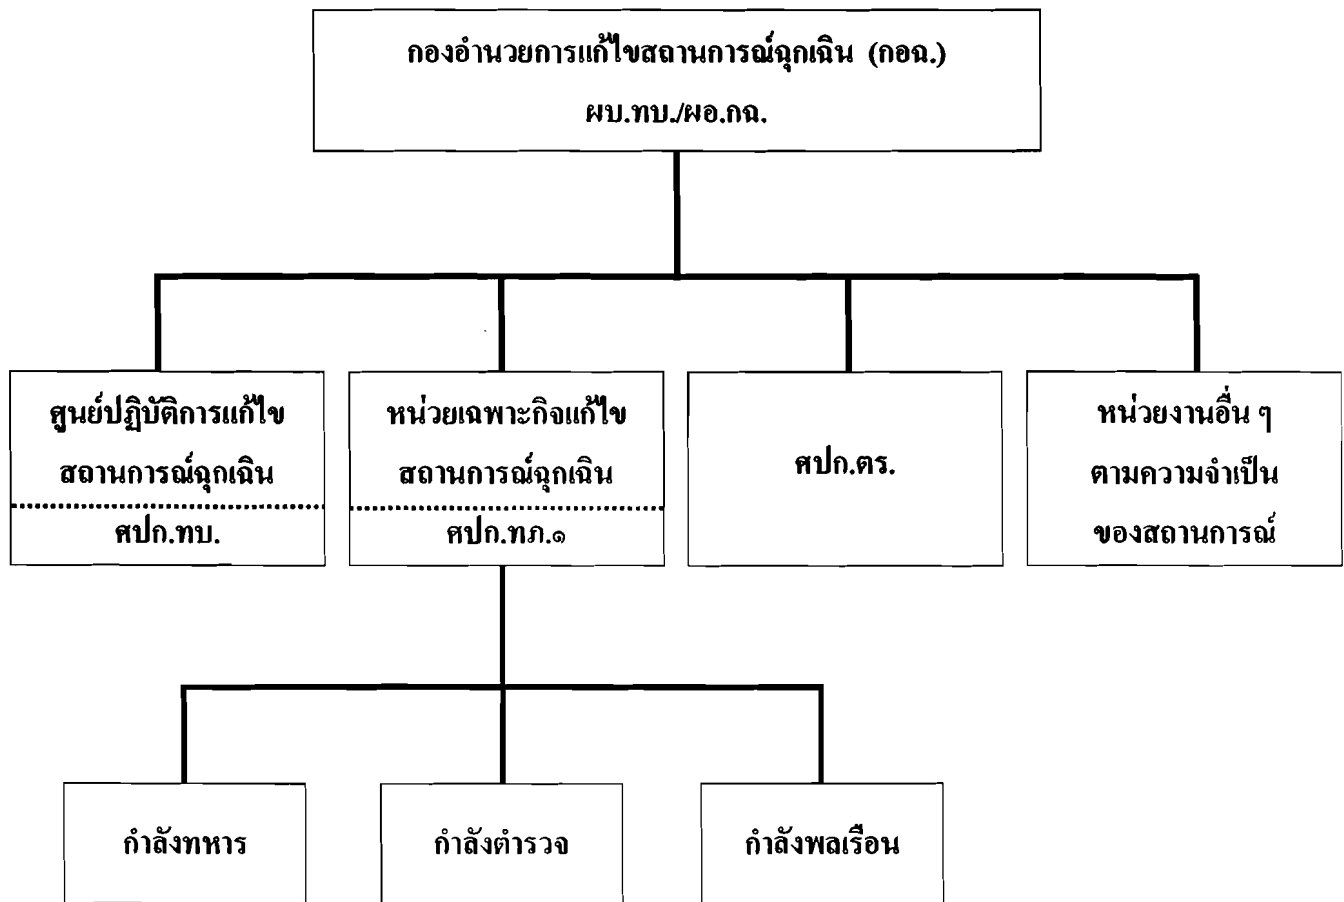 กองอำนวยการแก้ไขสถานการณ์ฉุกเฉิน (กอฉ.)
ผบ.ทบ./ผอ.กฉ.
ศูนย์ปฏิบัติการแก้ไข
สถานการณ์ฉุกเฉิน
ศปก.ทบ.
หน่วยเฉพาะกิจแก้ไข
สถานการณ์ฉุกเฉิน
ศปก.ทภ.๑
ศปก.ตร.
หน่วยงานอื่น ๆ
ตามความจำเป็น
ของสถานการณ์
กำลังทหาร
กำลังตำรวจ
กำลังพลเรือน